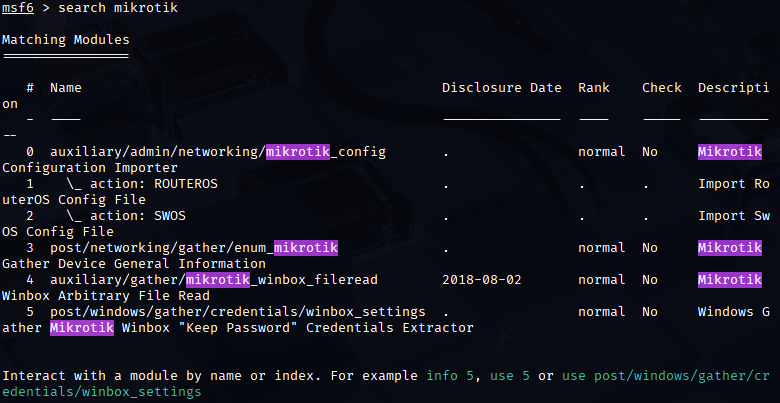 msf6 > search mikrotik
Matching Modules
================
# Name Disclosure Date Rank Check Descripti
on
- ---- --------------- ---- ----- ---------
--
0 auxiliary/admin/networking/mikrotik_config . normal No Mikrotik
Configuration Importer
1 \_ action: ROUTEROS . . . Import Ro
uterOS Config File
2 \_ action: SWOS . . . Import Sw
OS Config File
3 post/networking/gather/enum_mikrotik . normal No Mikrotik
Gather Device General Information
4 auxiliary/gather/mikrotik_winbox_fileread 2018-08-02 normal No Mikrotik
Winbox Arbitrary File Read
5 post/windows/gather/credentials/winbox_settings . normal No Windows G
ather Mikrotik Winbox "Keep Password" Credentials Extractor
Interact with a module by name or index. For example info 5, use 5 or use post/windows/gather/cr
edentials/winbox_settings